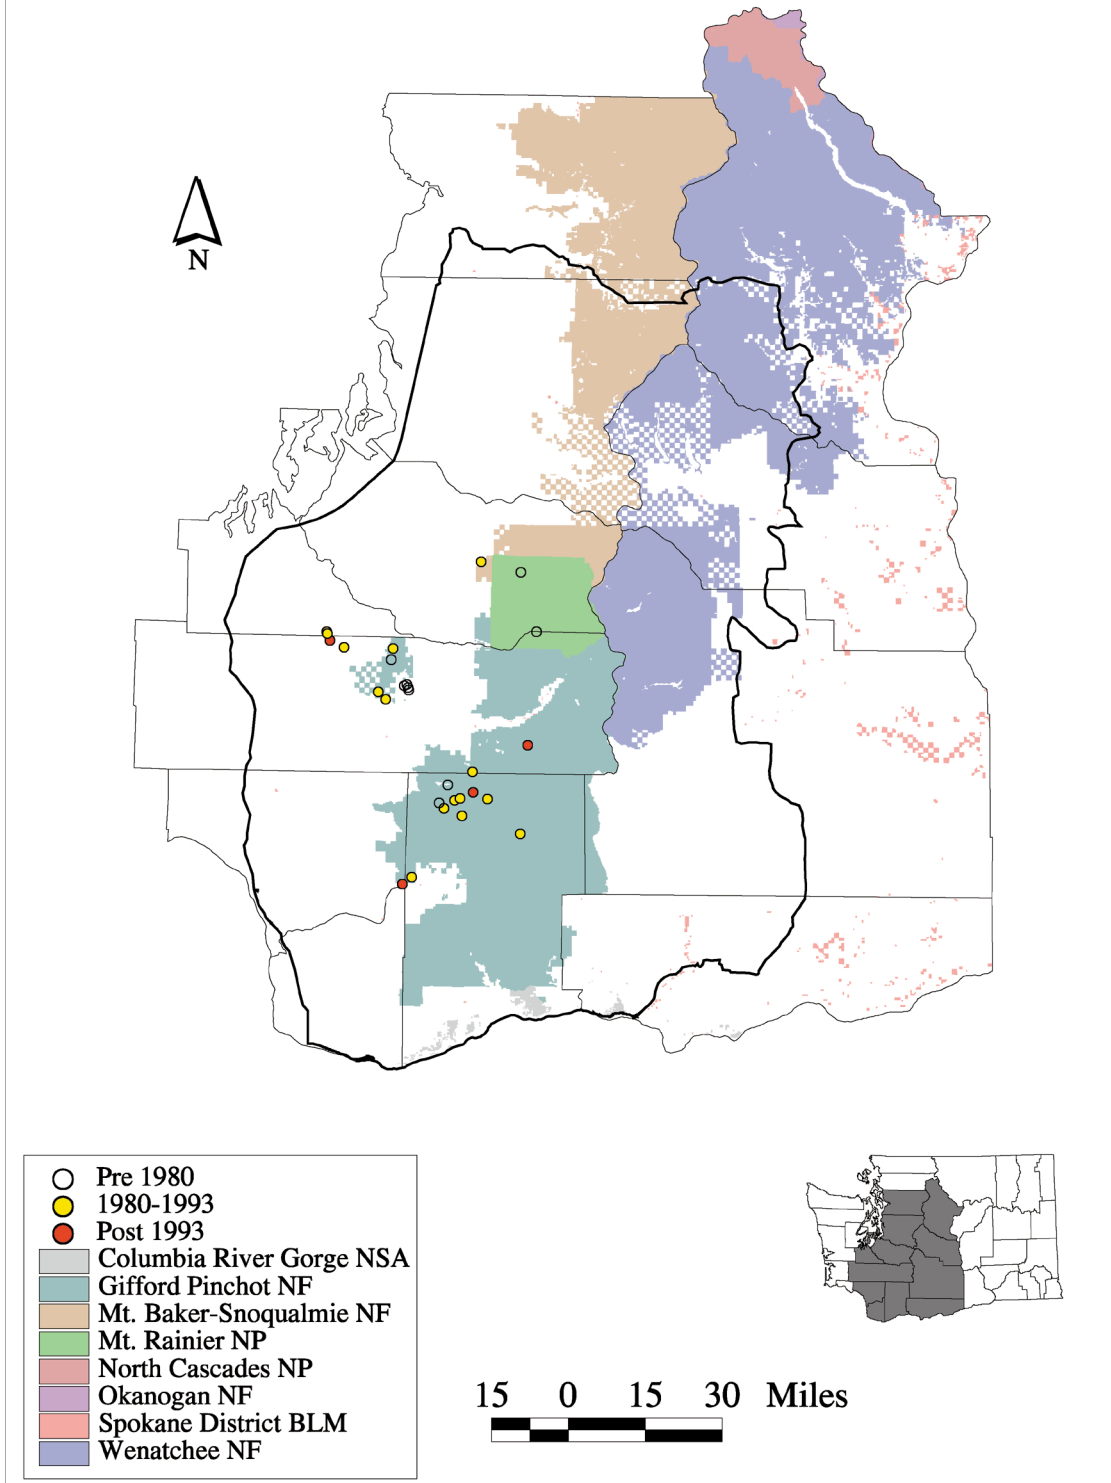 N
Pre 1980
1980-1993
Post 1993
Columbia River Gorge NSA
Gifford Pinchot NF
Mt. Baker-Snoqualmie NF
Mt. Rainier NP
North Cascades NP
Okanogan NF
Spokane District BLM
Wenatchee NF
15 0 15 30 Miles